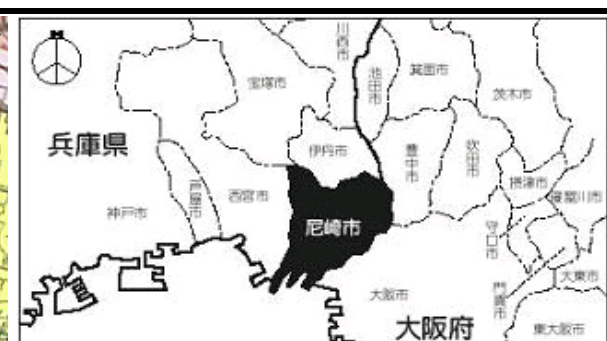 川西市
池田市
箕面市
宝塚市
茨木市
兵庫県
伊丹市
豊中市
吹田市
摂津市
寝屋川市
芦屋市
西宮市
神戸市
尼崎市
守口市
大阪市
門真市
大東市
大阪府
東大阪市